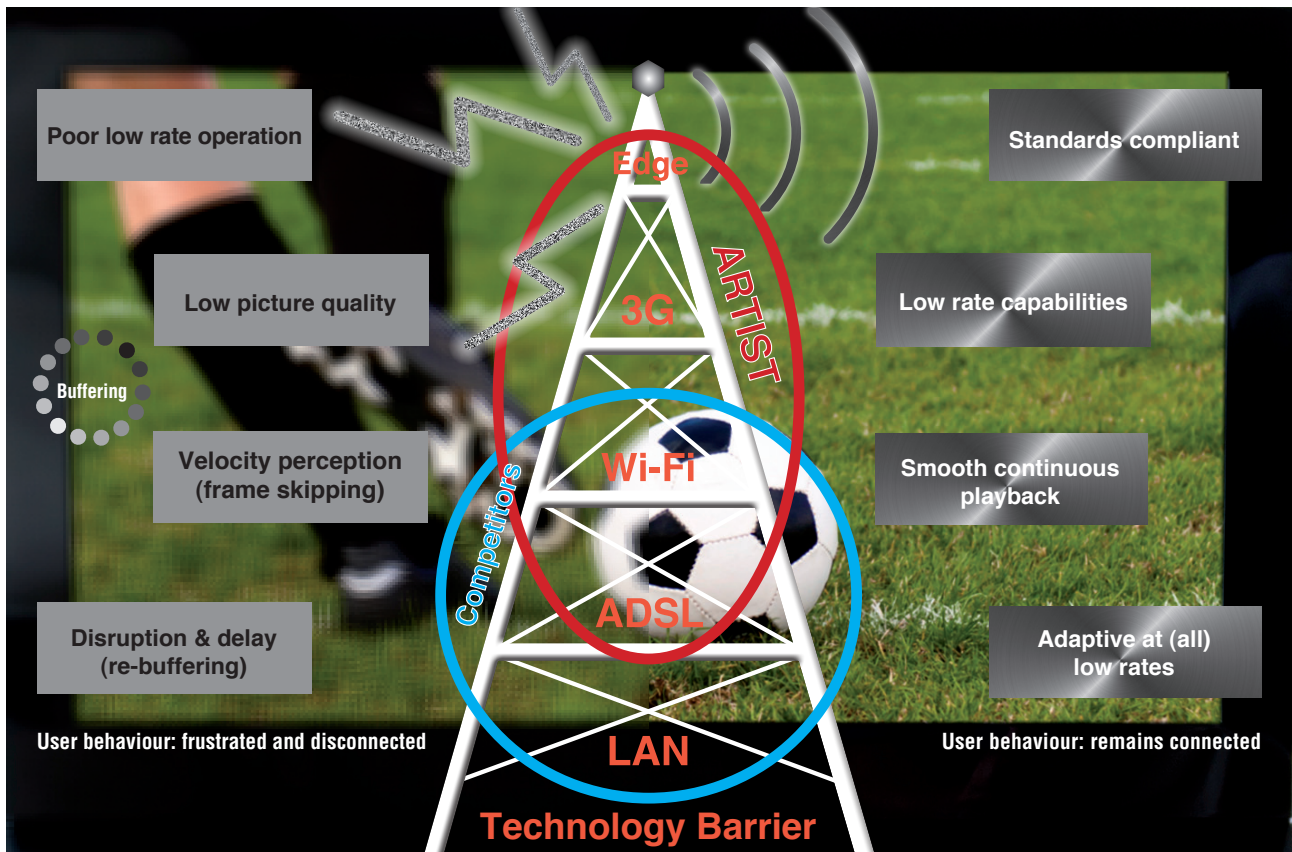 Poor low rate operation
Low picture quality
Buffering
Velocity perception
(frame skipping)
Disruption & delay
(re-buffering)
User behaviour: frustrated and disconnected
Edge
3G
ARTIST
Wi-Fi
Competitors
ADSL
LAN
Technology Barrier
Standards compliant
Low rate capabilities
Smooth continuous
playback
Adaptive at (all)
low rates
User behaviour: remains connected